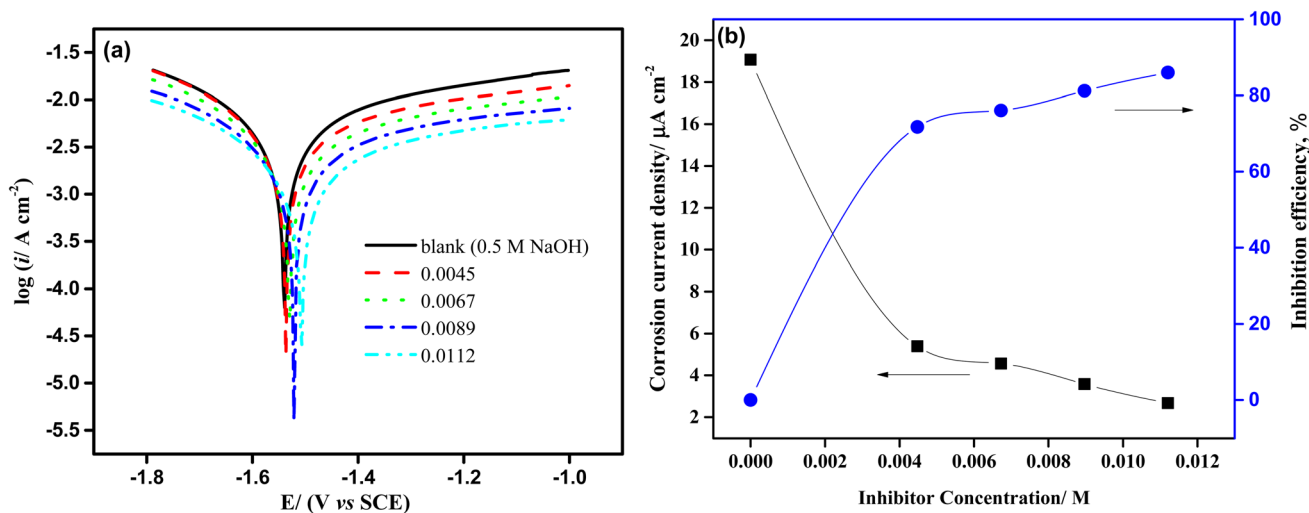 (a)
log (i/ A cm-2)
-1.5
-2.0
-2.5
-3.0
-3.5
-4.0
-4.5
-5.0
-5.5
blank (0.5 M NaOH)
0.0045
0.0067
0.0089
0.0112
-1.8 -1.6 -1.4 -1.2 -1.0
E/ (V vs SCE)
(b)
Corrosion current density/ μA cm-2
20
18
16
14
12
10
8
6
4
2
100
80
60
40
20
0
Inhibition efficiency, %
0.000 0.002 0.004 0.006 0.008 0.010 0.012
Inhibitor Concentration/ M